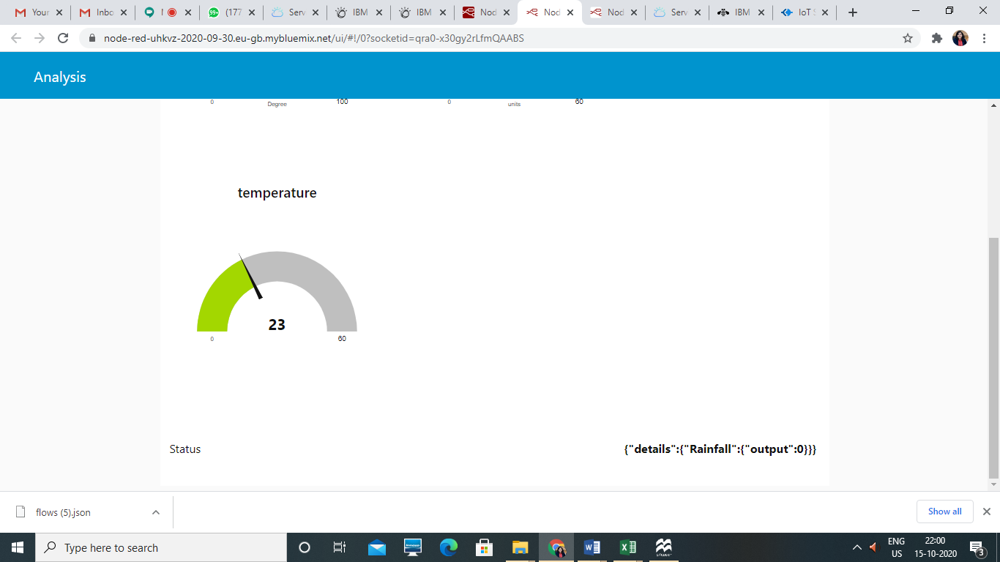 Your
Inbo
(177
Serv
IBM
IBM
Nod
Nod
Nod
Serv
IBM
IoT S
node-red-uhkvz-2020-09-30.eu-gb.mybluemix.net/ui/#!/0?socketid=qra0-x30gy2rLfmQAABS
Analysis
0 Degree 100 0 units 60
temperature
23
0 60
Status {"details":{"Rainfall":{"output":0}}}
flows (5).json Show all
Type here to search
ENG 22:00
US 15-10-2020
3